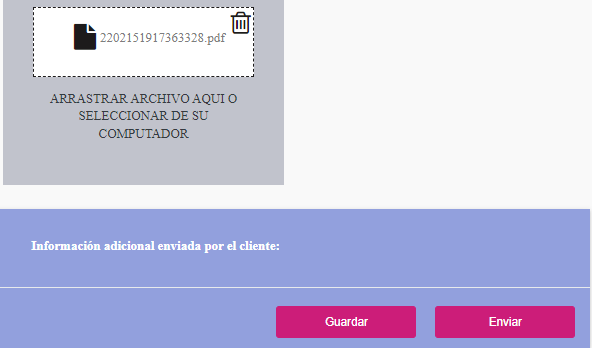 2202151917363328.pdf
ARRASTRAR ARCHIVO AQUI O
SELECCIONAR DE SU
COMPUTADOR
Información adicional enviada por el cliente:
Guardar
Enviar